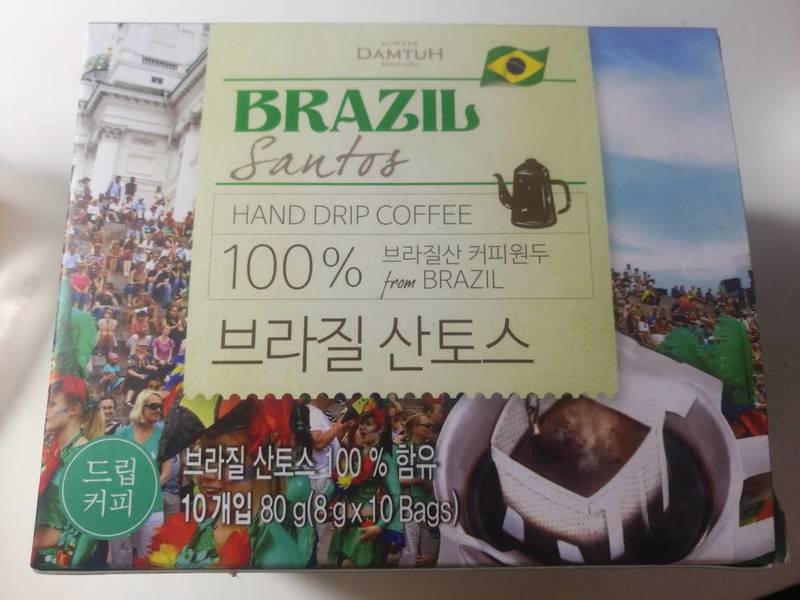 ALWAYS
DAMTUH
BRAZIL
Santos
HAND DRIP COFFEE
100%
브라질산 커피원두
from BRAZIL
브라질 산토스
드립
커피
브라질 산토스 100 % 함유
10 개입 80 g(8 g x 10 Bags)